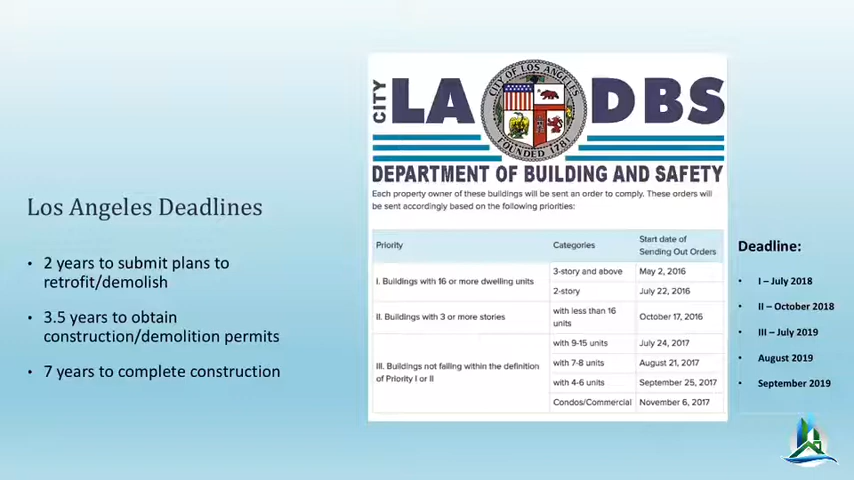 CITY LA DBS
CITY OF LOS ANGELES
FOUNDED 1781
DEPARTMENT OF BUILDING AND SAFETY
Each property owner of these buildings will be sent an order to comply. These orders will
be sent accordingly based on the following priorities:
Los Angeles Deadlines
• 2 years to submit plans to
retrofit/demolish
• 3.5 years to obtain
construction/demolition permits
• 7 years to complete construction
Priority Categories Start date of
Sending Out Orders
I. Buildings with 16 or more dwelling units
3-story and above May 2, 2016
2-story July 22, 2016
II. Buildings with 3 or more stories
with less than 16
units
October 17, 2016
III. Buildings not falling within the definition
of Priority I or II
with 9-15 units July 24, 2017
with 7-8 units August 21, 2017
with 4-6 units September 25, 2017
Condos/Commercial November 6, 2017
Deadline:
• I – July 2018
• II – October 2018
• III – July 2019
• August 2019
• September 2019